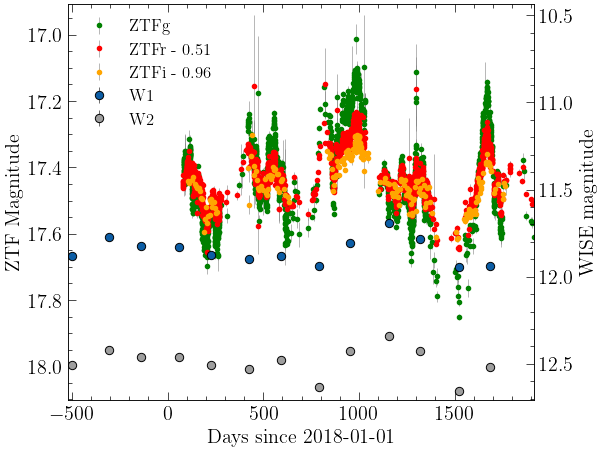 ZTFg
ZTFr - 0.51
ZTFi - 0.96
W1
W2
17.0
17.2
17.4
17.6
17.8
18.0
ZTF Magnitude
10.5
11.0
11.5
12.0
12.5
WISE magnitude
−500
0
500
1000
1500
Days since 2018-01-01